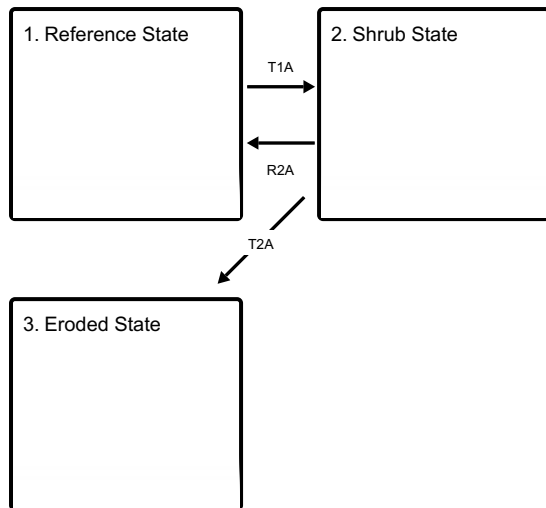 1. Reference State
2. Shrub State
T1A
R2A
T2A
3. Eroded State